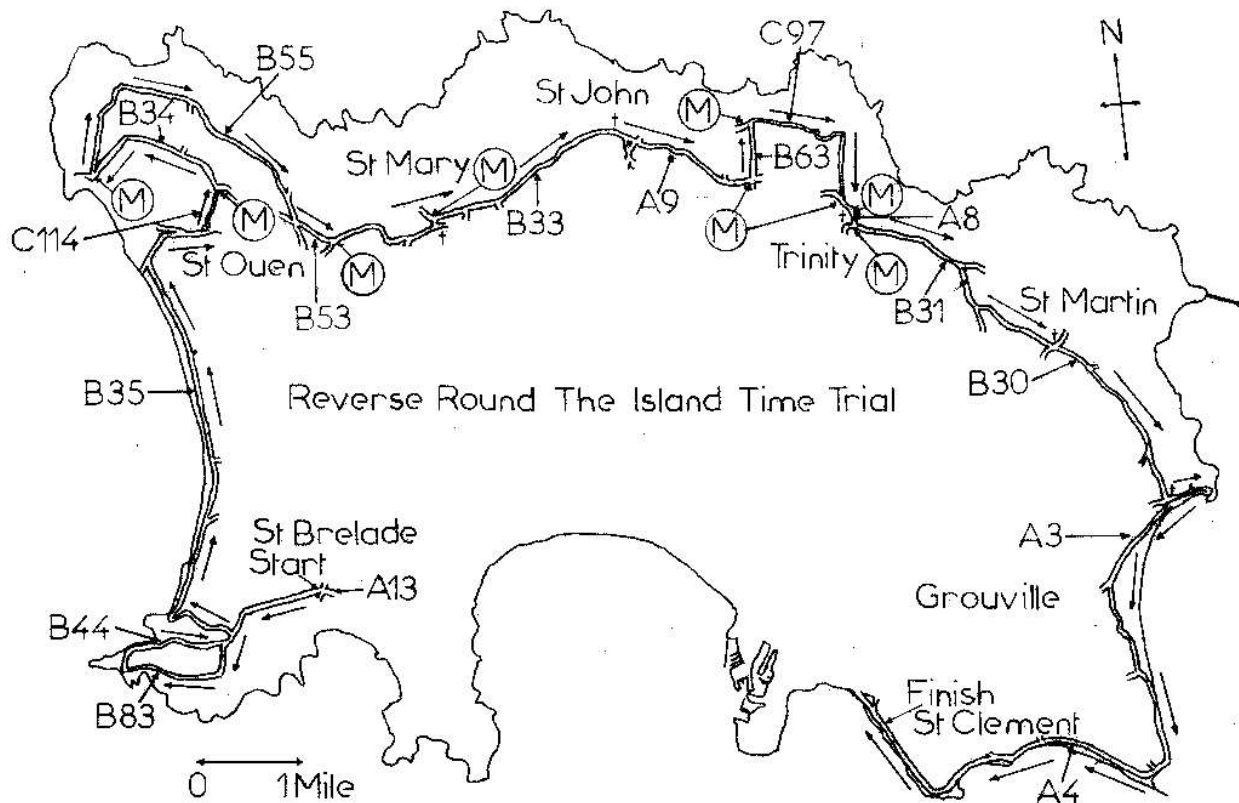 C97
N
B55
St John
B34
M
St Mary
M
B63
M
M
A9
B33
M
M
A8
C114
St Ouen
Trinity
M
M
B53
B31
St Martin
B35
Reverse Round The Island Time Trial
B30
St Brelade
Start
A13
A3
Grouville
B44
B83
Finish
St Clement
0 1 Mile
A4